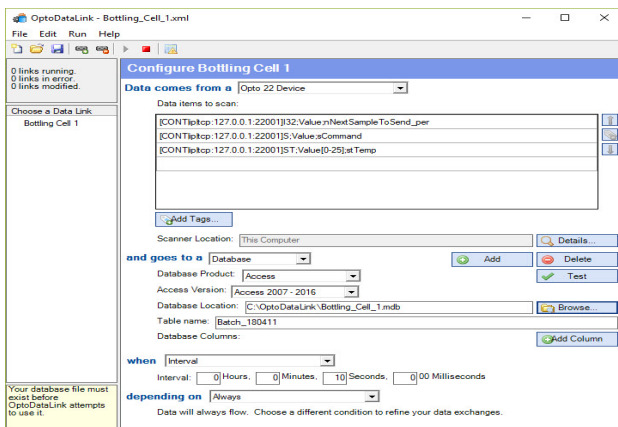 OptoDataLink - Bottling_Cell_1.xml
File Edit Run Help
0 links running.
0 links in error.
0 links modified.
Choose a Data Link
Bottling Cell 1
Configure Bottling Cell 1
Data comes from a Opto 22 Device
Data items to scan:
[CONT|ip|tcp:127.0.0.1:22001]I32;Value;nNextSampleToSend_per
[CONT|ip|tcp:127.0.0.1:22001]S;Value;sCommand
[CONT|ip|tcp:127.0.0.1:22001]ST;Value[0-25];stTemp
Add Tags...
Scanner Location: This Computer Details...
and goes to a Database Add Delete
Database Product: Access Test
Access Version: Access 2007 - 2016
Database Location: C:\OptoDataLink\Bottling_Cell_1.mdb Browse...
Table name: Batch_180411
Database Columns: Add Column
when Interval
Interval: 0 Hours, 0 Minutes, 10 Seconds, 0 00 Milliseconds
depending on Always
Data will always flow. Choose a different condition to refine your data exchanges.
Your database file must
exist before
OptoDataLink attempts
to use it.